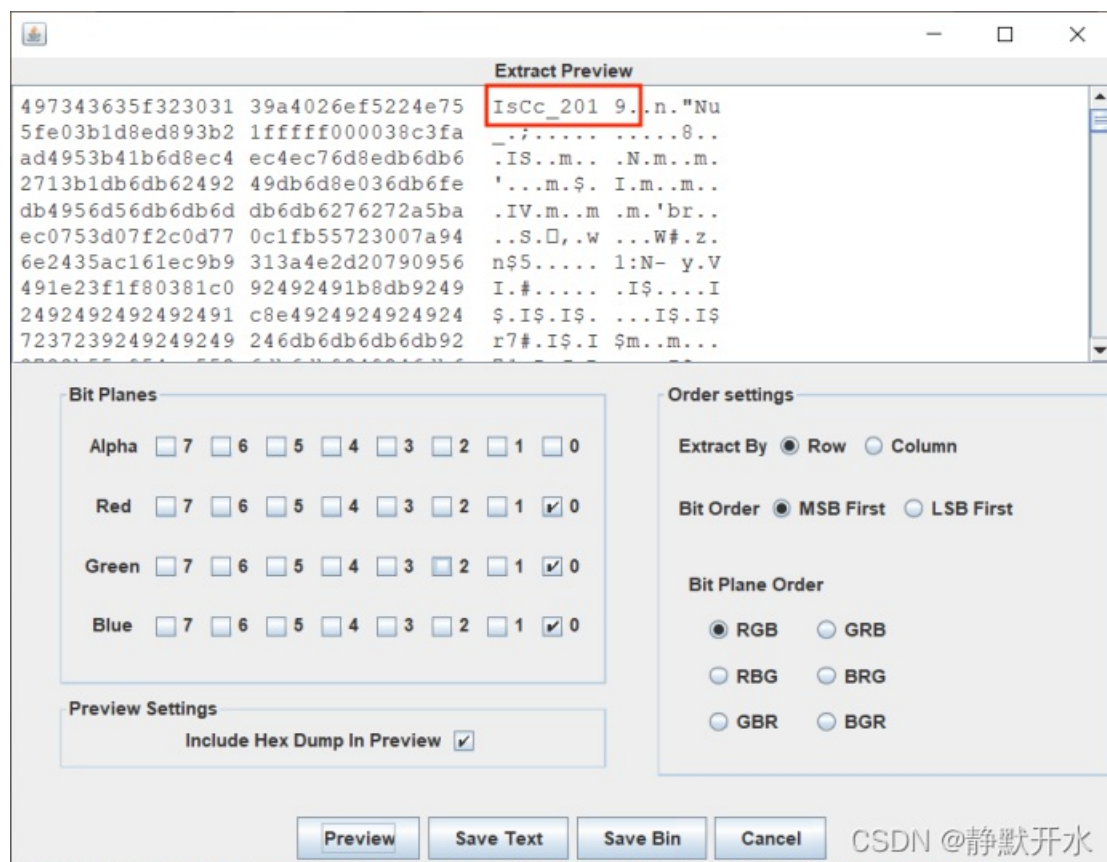 Extract Preview
497343635f323031 39a4026ef5224e75 IsCc_201 9..n."Nu
5fe03b1d8ed893b2 1fffff000038c3fa _.;..... .....8..
ad4953b41b6d8ec4 ec4ec76d8edb6db6 .IS..m.. .N.m..m.
2713b1db6db62492 49db6d8e036db6fe '...m.$. I.m..m..
db4956d56db6db6d db6db6276272a5ba .IV.m..m .m.'br..
ec0753d07f2c0d77 0c1fb55723007a94 ..S.□,.w ...W#.z.
6e2435ac161ec9b9 313a4e2d20790956 n$5..... 1:N- y.V
491e23f1f80381c0 92492491b8db9249 I.#..... .I$....I
2492492492492491 c8e4924924924924 $.I$.I$. ...I$.I$
7237239249249249 246db6db6db6db92 r7#.I$.I $m..m...
Bit Planes
Alpha 7 6 5 4 3 2 1 0
Red 7 6 5 4 3 2 1 0
Green 7 6 5 4 3 2 1 0
Blue 7 6 5 4 3 2 1 0
Preview Settings
Include Hex Dump In Preview
Order settings
Extract By Row Column
Bit Order MSB First LSB First
Bit Plane Order
RGB GRB
RBG BRG
GBR BGR
Preview Save Text Save Bin Cancel
CSDN @静默开水